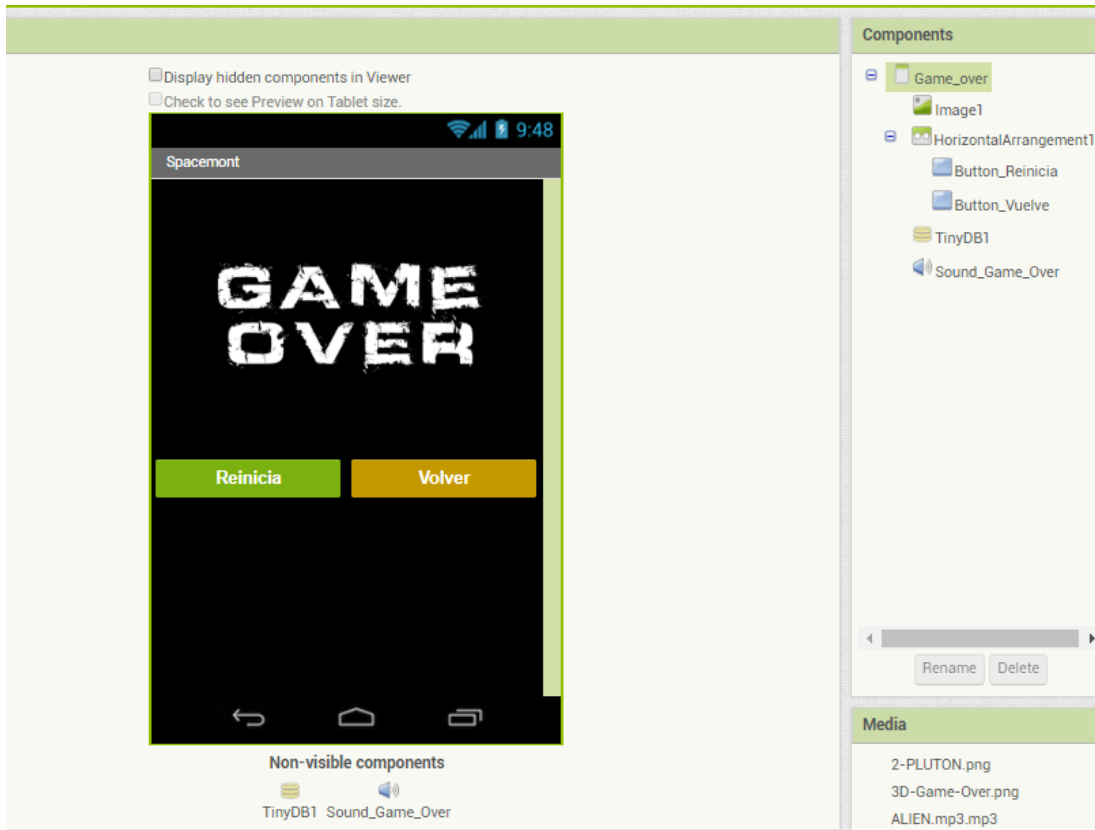 Components
Display hidden components in Viewer
Check to see Preview on Tablet size.
9:48
Spacemont
GAME
OVER
Reinicia
Volver
Non-visible components
TinyDB1
Sound_Game_Over
Game_over
Image1
HorizontalArrangement1
Button_Reinicia
Button_Vuelve
TinyDB1
Sound_Game_Over
Rename
Delete
Media
2-PLUTON.png
3D-Game-Over.png
ALIEN.mp3.mp3